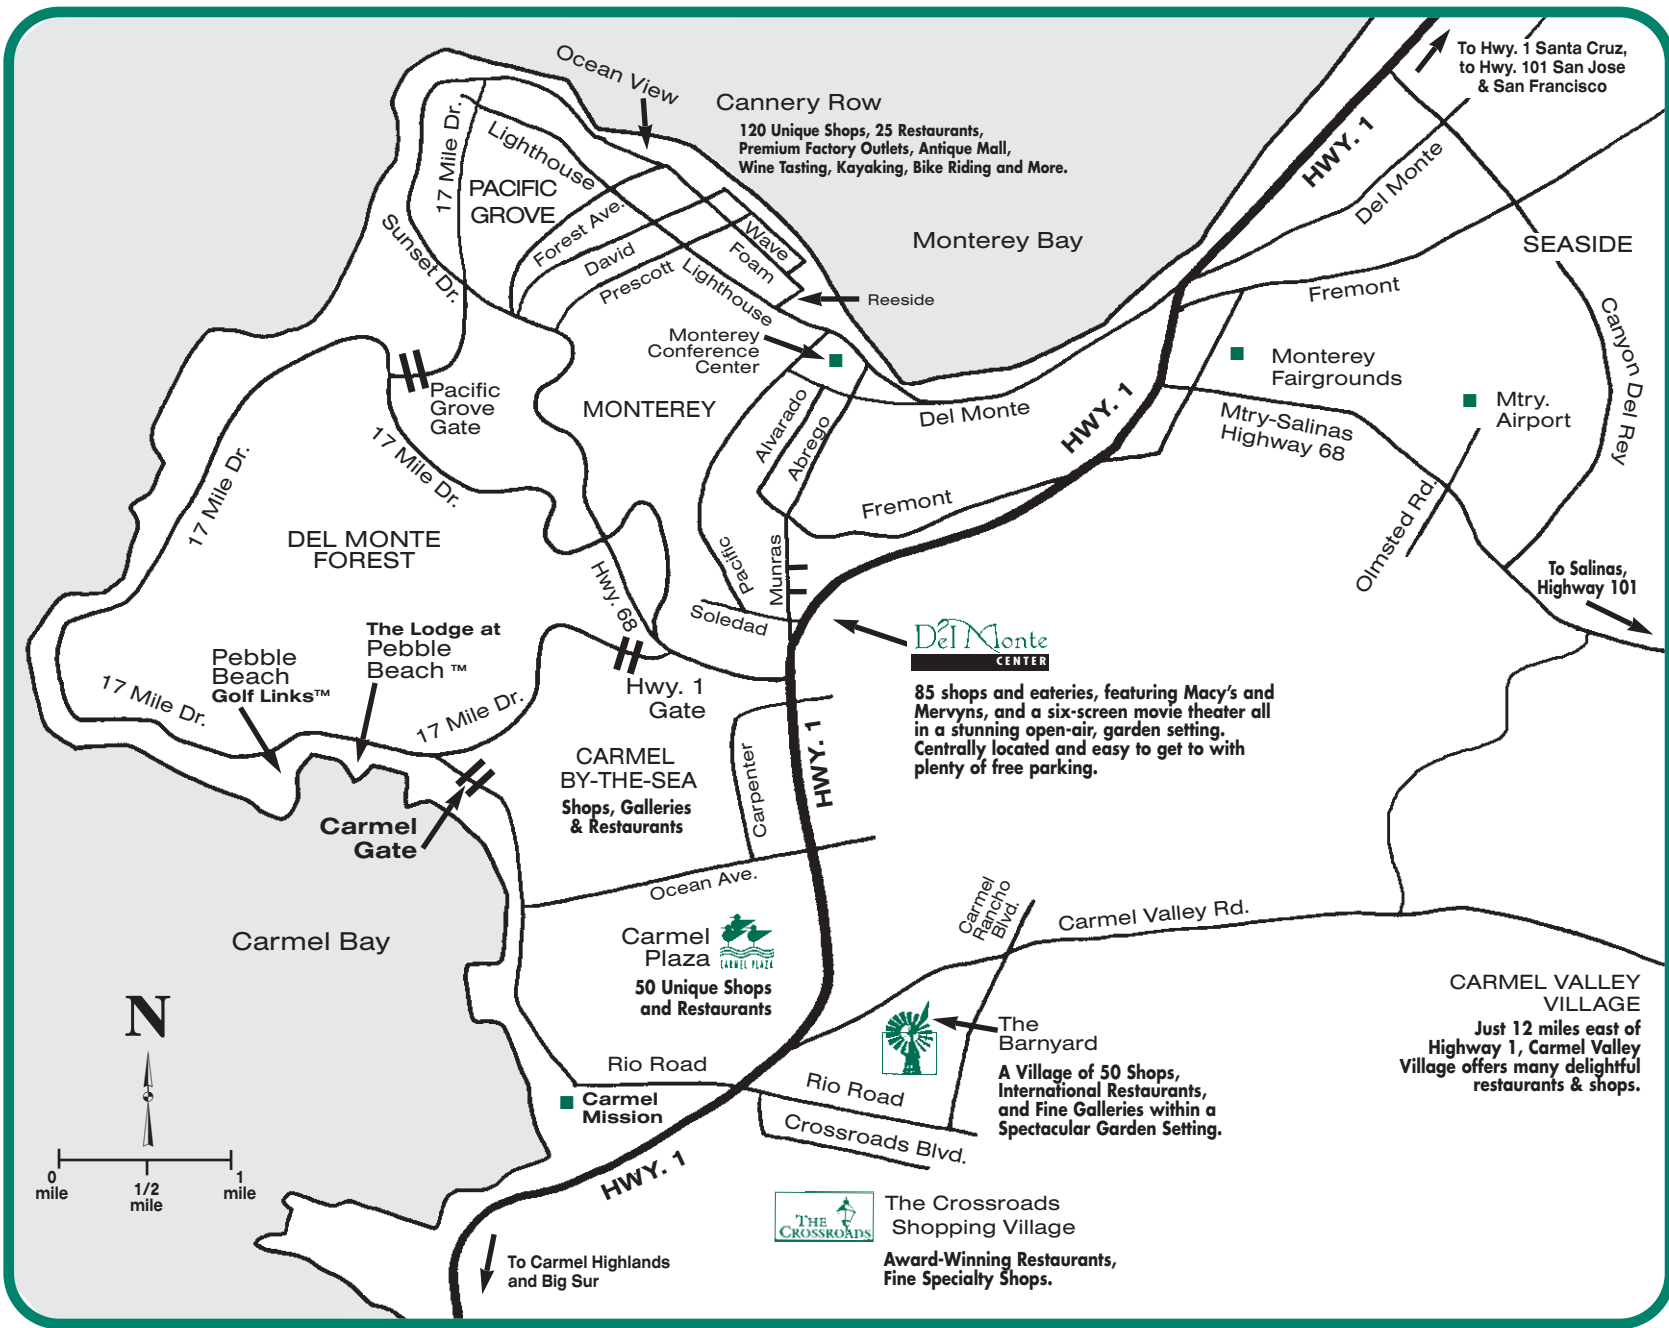 Ocean View
Cannery Row
120 Unique Shops, 25 Restaurants,
Premium Factory Outlets, Antique Mall,
Wine Tasting, Kayaking, Bike Riding and More.
To Hwy. 1 Santa Cruz,
to Hwy. 101 San Jose
& San Francisco
HWY. 1
Del Monte
17 Mile Dr.
Lighthouse
PACIFIC
GROVE
Sunset Dr.
Forest Ave.
David
Prescott
Wave
Foam
Lighthouse
Reeside
Monterey Bay
SEASIDE
Fremont
Canyon Del Rey
Monterey
Conference
Center
Monterey
Fairgrounds
Mtry.
Airport
Pacific
Grove
Gate
MONTEREY
Alvarado
Abrego
Del Monte
HWY. 1
Mtry-Salinas
Highway 68
17 Mile Dr.
17 Mile Dr.
Fremont
Olmsted Rd.
DEL MONTE
FOREST
Hwy. 68
Pacific
Munras
Soledad
To Salinas,
Highway 101
Del Monte
CENTER
85 shops and eateries, featuring Macy's and
Mervyns, and a six-screen movie theater all
in a stunning open-air, garden setting.
Centrally located and easy to get to with
plenty of free parking.
The Lodge at
Pebble
Beach ™
Pebble
Beach
Golf Links™
17 Mile Dr.
17 Mile Dr.
Hwy. 1
Gate
CARMEL
BY-THE-SEA
Shops, Galleries
& Restaurants
Carpenter
HWY. 1
Carmel
Gate
Ocean Ave.
Carmel
Rancho
Blvd.
Carmel Valley Rd.
Carmel Bay
Carmel
Plaza
CARMEL PLAZA
50 Unique Shops
and Restaurants
CARMEL VALLEY
VILLAGE
Just 12 miles east of
Highway 1, Carmel Valley
Village offers many delightful
restaurants & shops.
N
The
Barnyard
A Village of 50 Shops,
International Restaurants,
and Fine Galleries within a
Spectacular Garden Setting.
Rio Road
Rio Road
Carmel
Mission
Crossroads Blvd.
0
mile
1/2
mile
1
mile
HWY. 1
THE
CROSSROADS
The Crossroads
Shopping Village
Award-Winning Restaurants,
Fine Specialty Shops.
To Carmel Highlands
and Big Sur